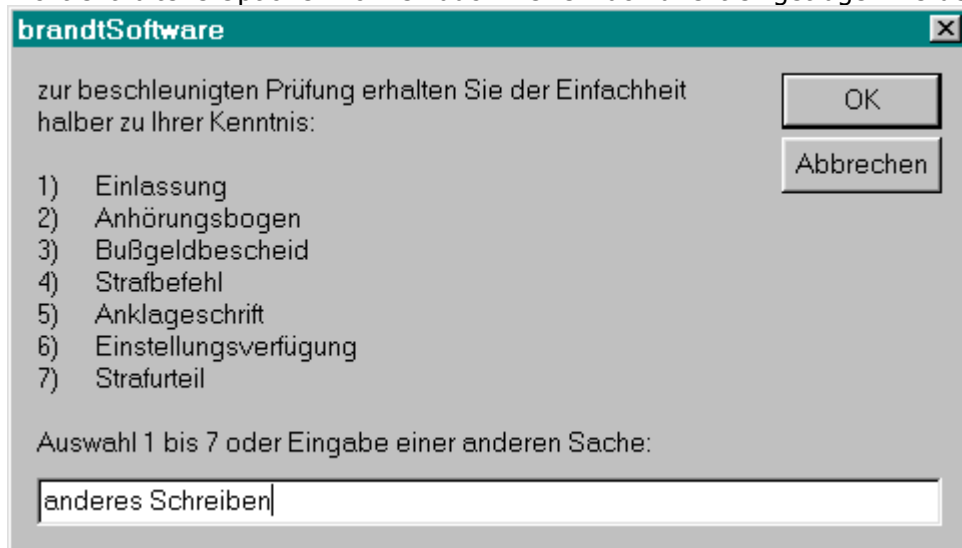 brandtSoftware
zur beschleunigten Prüfung erhalten Sie der Einfachheit
halber zu Ihrer Kenntnis:
OK
Abbrechen
1) Einlassung
2) Anhörungsbogen
3) Bußgeldbescheid
4) Strafbefehl
5) Anklageschrift
6) Einstellungsverfügung
7) Strafurteil
Auswahl 1 bis 7 oder Eingabe einer anderen Sache:
anderes Schreiben